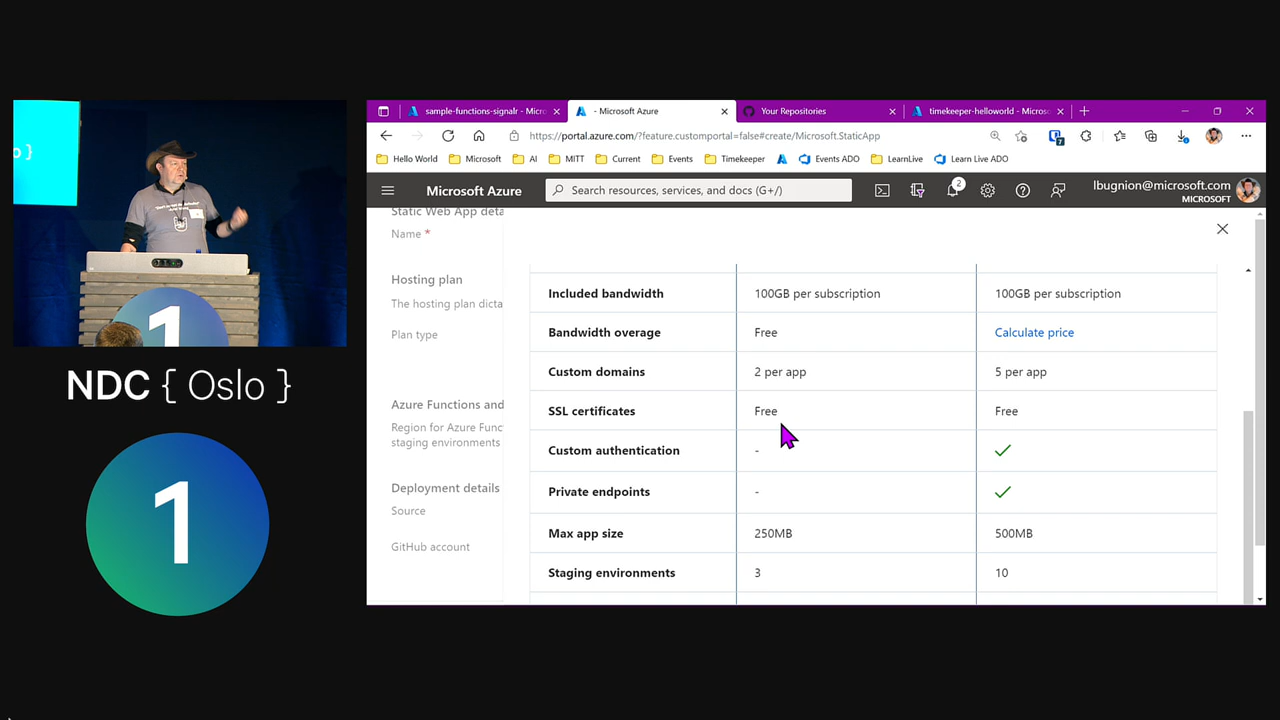 o }
1
NDC { Oslo }
1
sample-functions-signalr - Micro
- Microsoft Azure
Your Repositories
timekeeper-helloworld - Microso
https://portal.azure.com/?feature.customportal=false#create/Microsoft.StaticApp
7
Hello World
Microsoft
AI
MITT
Current
Events
Timekeeper
Events ADO
LearnLive
Learn Live ADO
Microsoft Azure
Search resources, services, and docs (G+/)
2
lbugnion@microsoft.com
MICROSOFT
Static Web App deta
Name *
Hosting plan
The hosting plan dicta
Plan type
Azure Functions and
Region for Azure Func
staging environments
Deployment details
Source
GitHub account
Included bandwidth 100GB per subscription 100GB per subscription
Bandwidth overage Free Calculate price
Custom domains 2 per app 5 per app
SSL certificates Free Free
Custom authentication -
Private endpoints -
Max app size 250MB 500MB
Staging environments 3 10